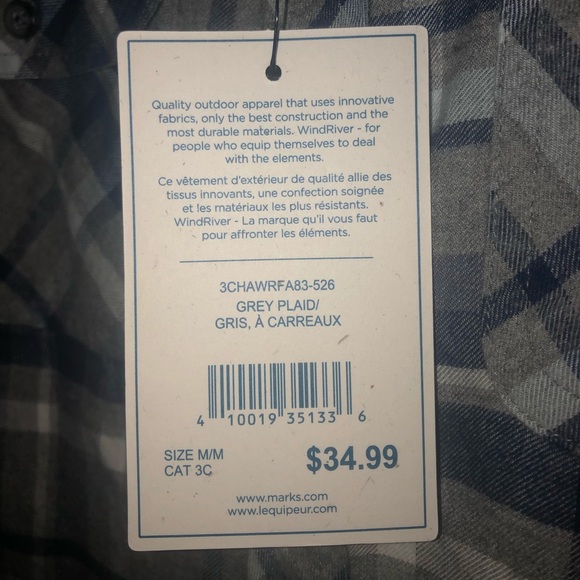 Quality outdoor apparel that uses innovative
fabrics, only the best construction and the
most durable materials. WindRiver - for
people who equip themselves to deal
with the elements.
Ce vêtement d'extérieur de qualité allie des
tissus innovants, une confection soignée
et les matériaux les plus résistants.
WindRiver - La marque qu'il vous faut
pour affronter les éléments.
3CHAWRFA83-526
GREY PLAID/
GRIS, À CARREAUX
4 10019 35133 6
SIZE M/M
CAT 3C
$34.99
www.marks.com
www.lequipeur.com